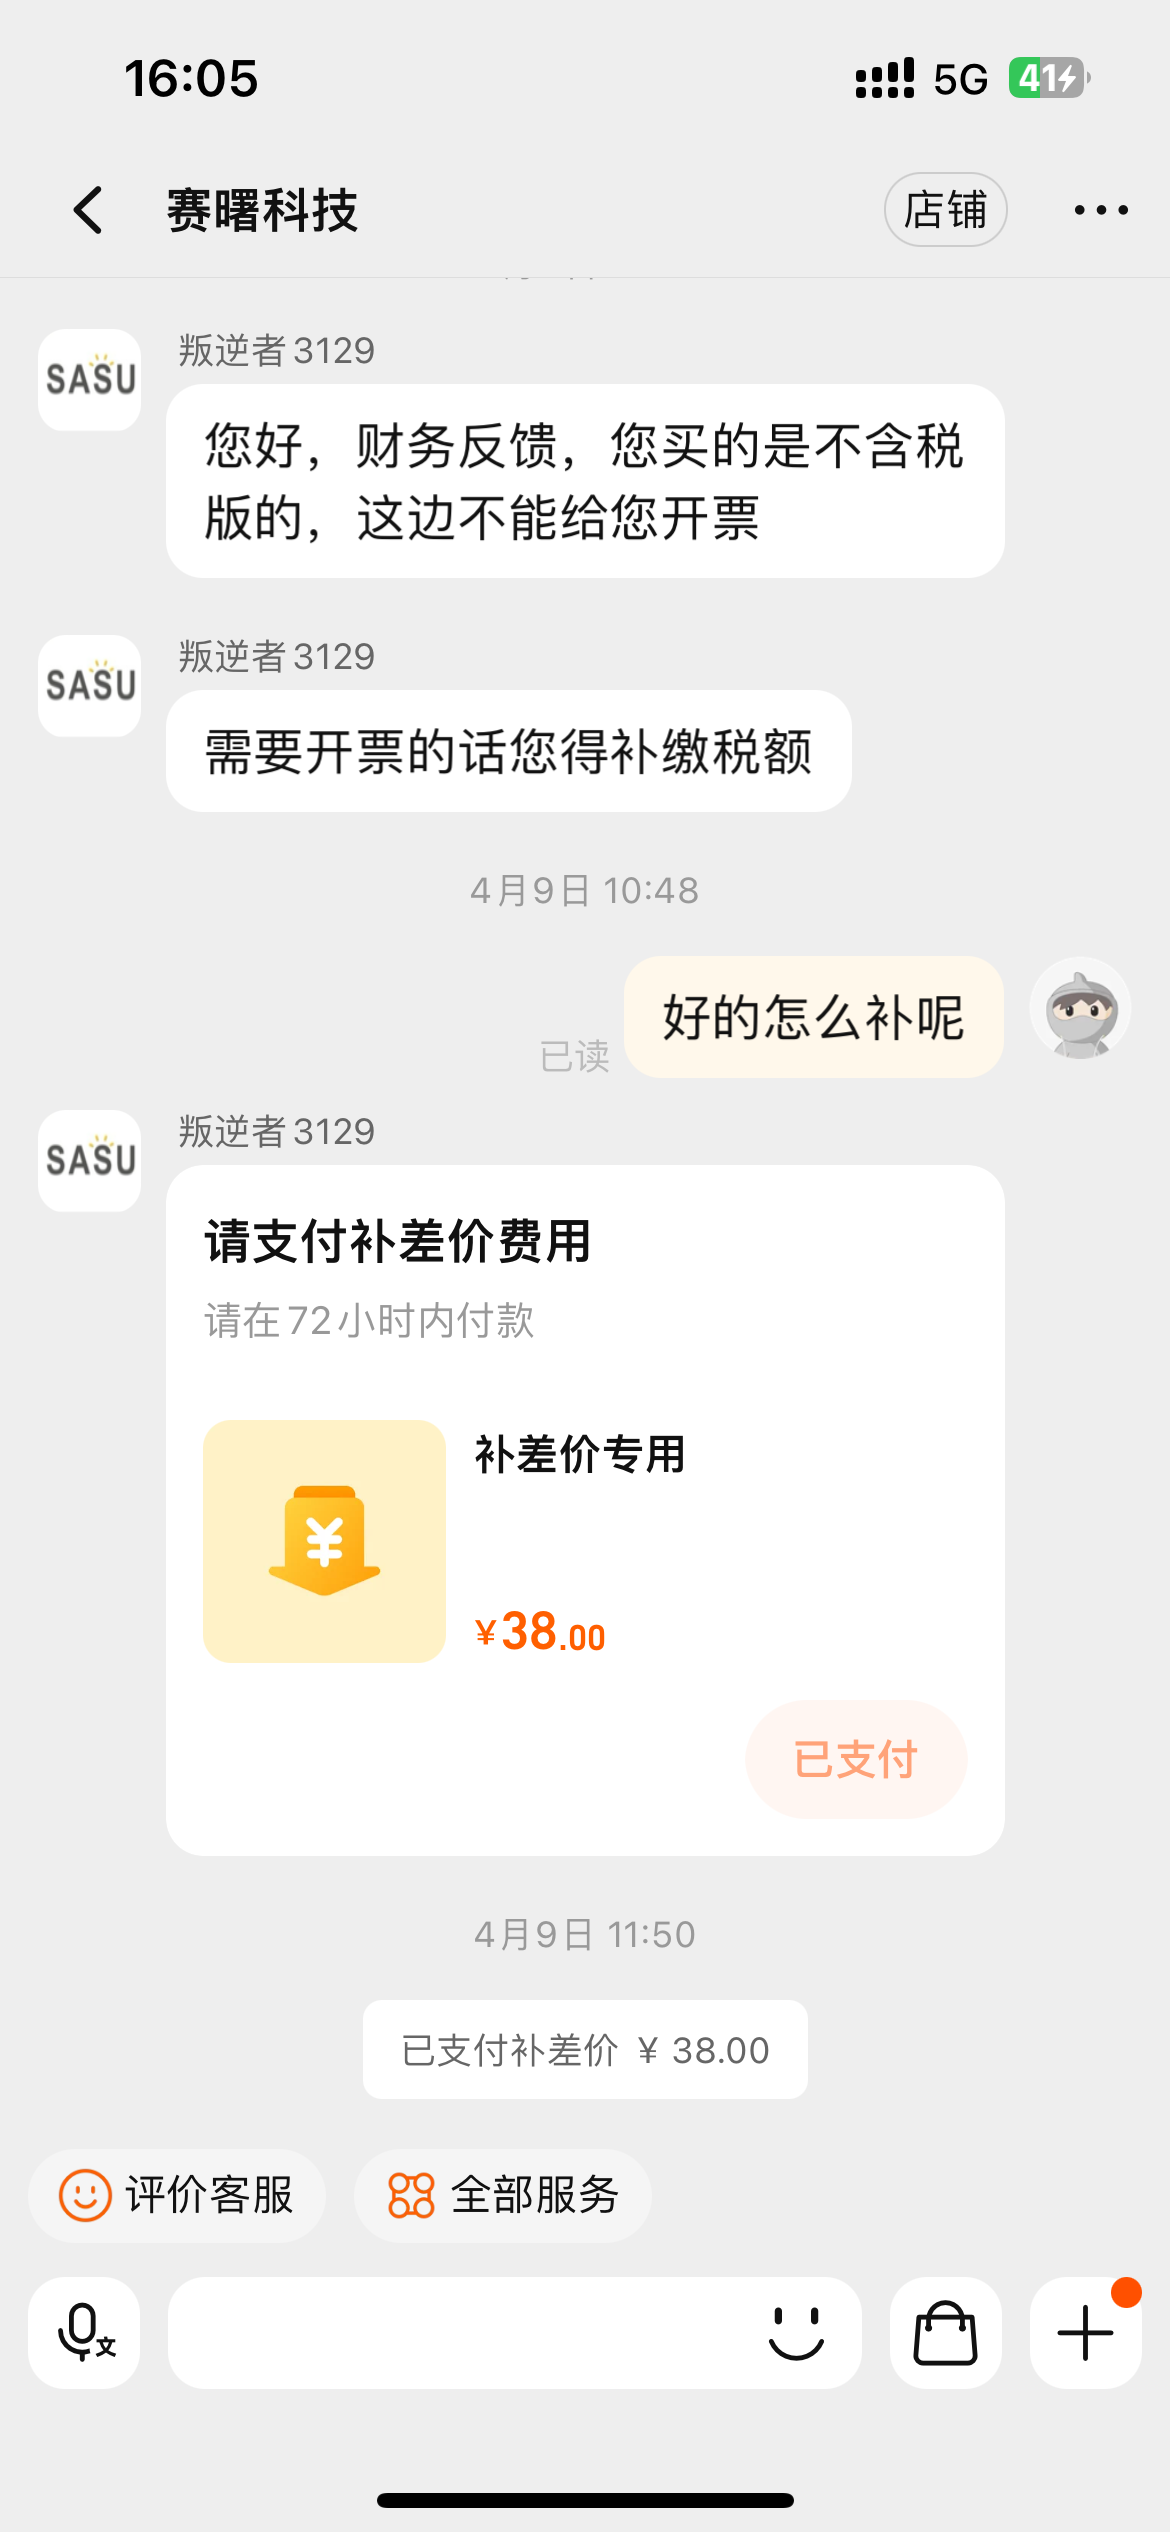 16:05
5G
41
赛曙科技
店铺
SASU
叛逆者3129
您好，财务反馈，您买的是不含税
版的，这边不能给您开票
SASU
叛逆者3129
需要开票的话您得补缴税额
4月9日 10:48
好的怎么补呢
已读
SASU
叛逆者3129
请支付补差价费用
请在72小时内付款
补差价专用
¥
¥38.00
已支付
4月9日 11:50
已支付补差价 ¥ 38.00
评价客服
全部服务
文